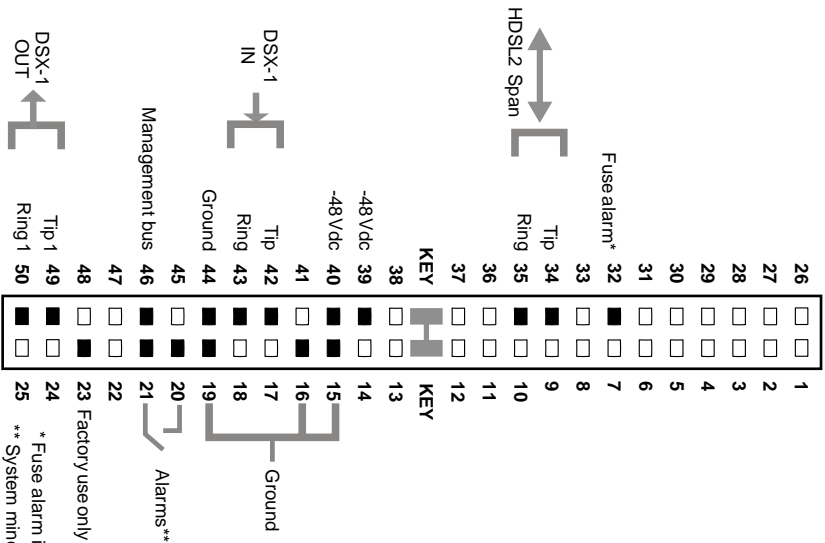 26 1
27 2
28 3
29 4
30 5
31 6
Fuse alarm* 32 7
33 8
HDSL2 Span
Tip 34 9
Ring 35 10
36 11
37 12
KEY KEY
38 13
-48 Vdc 39 14
-48 Vdc 40 15
41 16
Ground
DSX-1
IN
Tip 42 17
Ring 43 18
Ground 44 19
45 20
Alarms**
Management bus 46 21
47 22
48 23 Factory use only
DSX-1
OUT
Tip 1 49 24
Ring 1 50 25
* Fuse alarm
** System